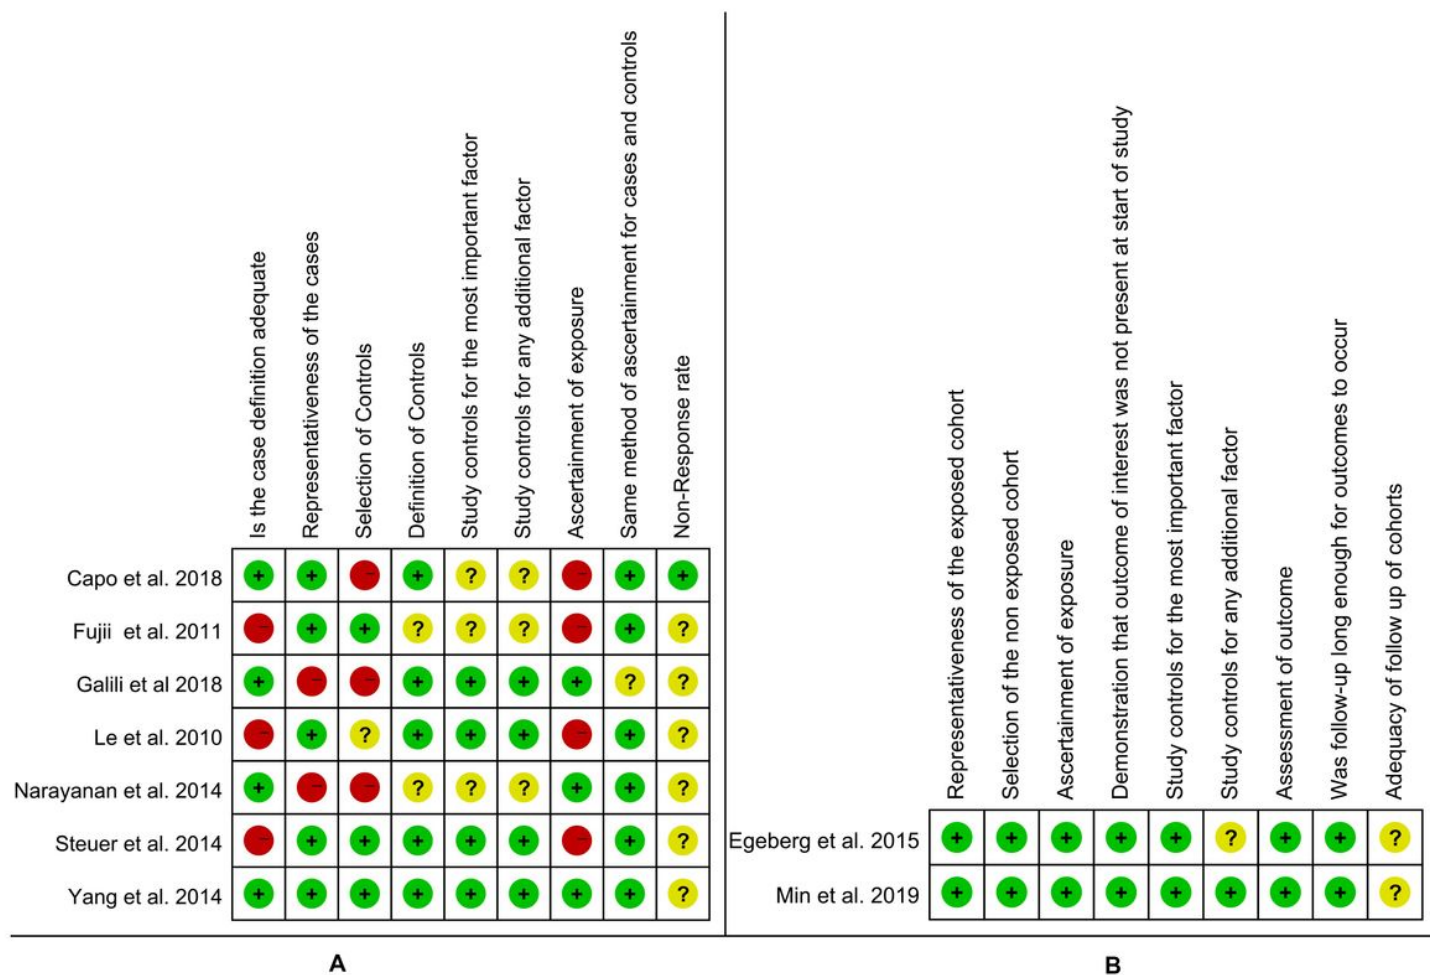 Is the case definition adequate
Representativeness of the cases
Selection of Controls
Definition of Controls
Study controls for the most important factor
Study controls for any additional factor
Ascertainment of exposure
Same method of ascertainment for cases and controls
Non-Response rate
Capo et al. 2018 + + - + ? ? - + +
Fujii et al. 2011 - + + ? ? ? - + ?
Galili et al 2018 + - - + + + + ? ?
Le et al. 2010 - + ? + + + - + ?
Narayanan et al. 2014 + - - ? ? ? + + ?
Steuer et al. 2014 - + + + + + - + ?
Yang et al. 2014 + + + + + + + + ?
A
Representativeness of the exposed cohort
Selection of the non exposed cohort
Ascertainment of exposure
Demonstration that outcome of interest was not present at start of study
Study controls for the most important factor
Study controls for any additional factor
Assessment of outcome
Was follow-up long enough for outcomes to occur
Adequacy of follow up of cohorts
Egeberg et al. 2015 + + + + + ? + + ?
Min et al. 2019 + + + + + + + + ?
B